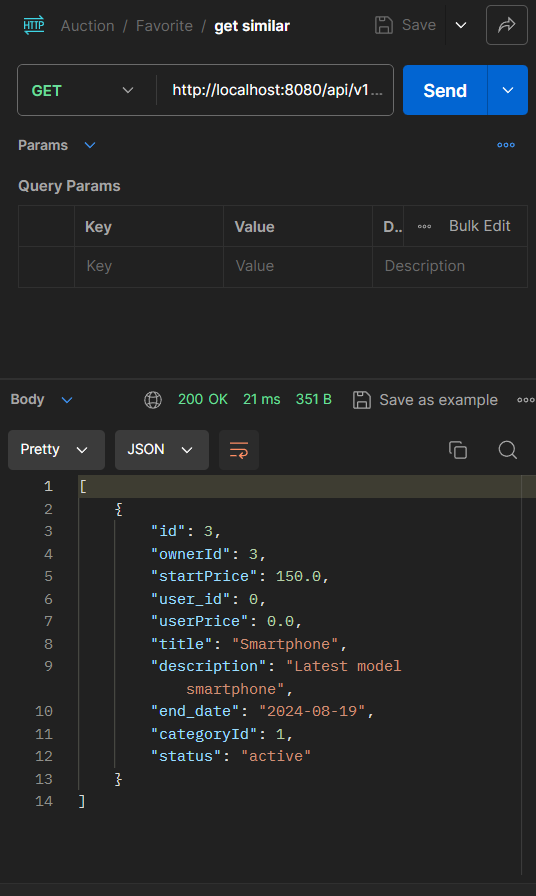 HTTP Auction / Favorite / get similar Save
GET http://localhost:8080/api/v1... Send
Params
Query Params
Key Value D.. Bulk Edit
Key Value Description
Body 200 OK 21 ms 351 B Save as example
Pretty JSON
1 [
2 {
3 "id": 3,
4 "ownerId": 3,
5 "startPrice": 150.0,
6 "user_id": 0,
7 "userPrice": 0.0,
8 "title": "Smartphone",
9 "description": "Latest model
smartphone",
10 "end_date": "2024-08-19",
11 "categoryId": 1,
12 "status": "active"
13 }
14 ]